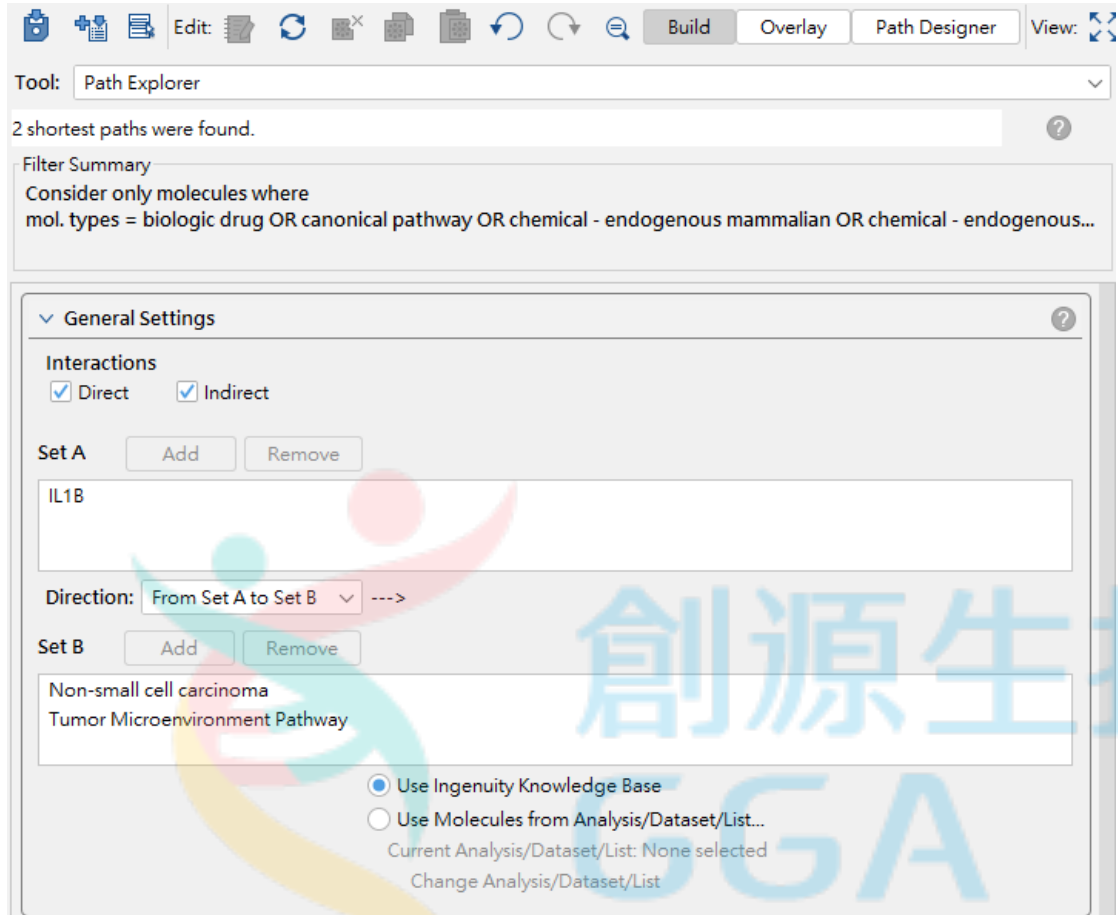 Edit: Build Overlay Path Designer View:
Tool: Path Explorer
2 shortest paths were found.
Filter Summary
Consider only molecules where
mol. types = biologic drug OR canonical pathway OR chemical - endogenous mammalian OR chemical - endogenous...
General Settings
Interactions
Direct Indirect
Set A Add Remove
IL1B
Direction: From Set A to Set B --->
Set B Add Remove
Non-small cell carcinoma
Tumor Microenvironment Pathway
Use Ingenuity Knowledge Base
Use Molecules from Analysis/Dataset/List...
Current Analysis/Dataset/List: None selected
Change Analysis/Dataset/List
創源生技
GGA